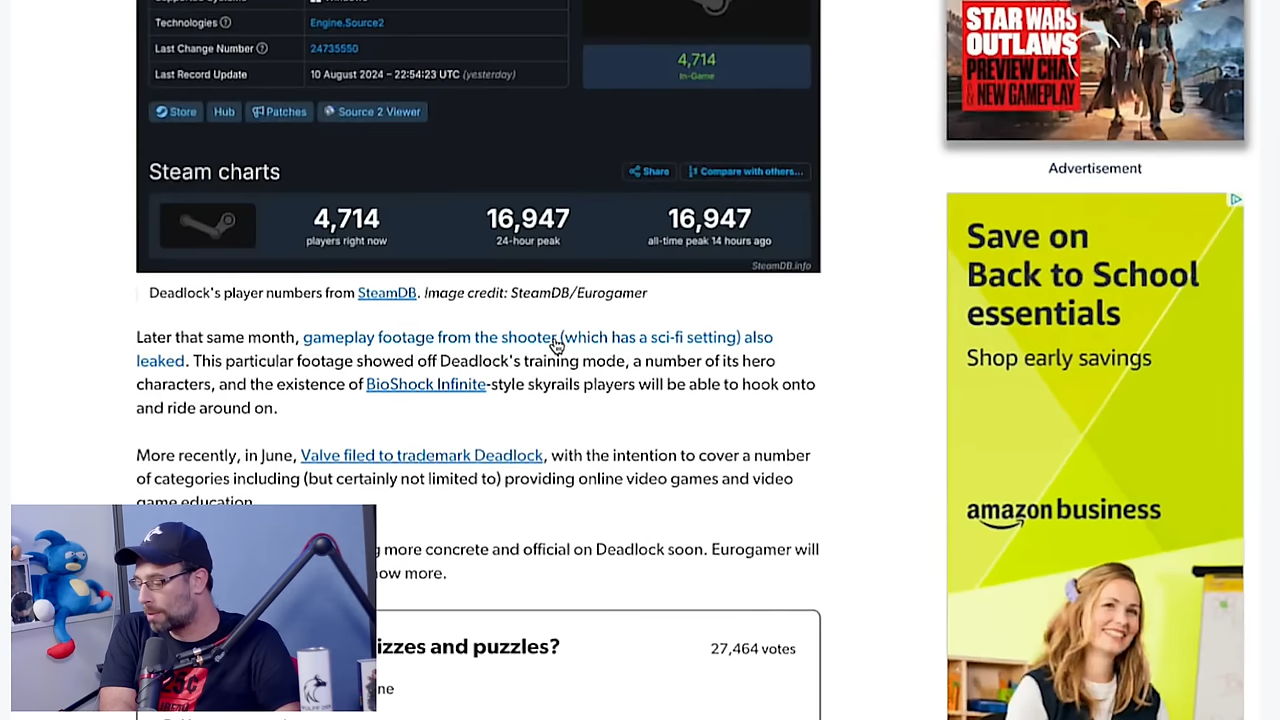 Technologies
Engine.Source2
Last Change Number
24735550
Last Record Update
10 August 2024 – 22:54:23 UTC (yesterday)
4,714
In-Game
Store
Hub
Patches
Source 2 Viewer
Steam charts
Share
Compare with others...
4,714
players right now
16,947
24-hour peak
16,947
all-time peak 14 hours ago
SteamDB.info
Deadlock's player numbers from SteamDB. Image credit: SteamDB/Eurogamer
Later that same month, gameplay footage from the shooter (which has a sci-fi setting) also
leaked. This particular footage showed off Deadlock's training mode, a number of its hero
characters, and the existence of BioShock Infinite-style skyrails players will be able to hook onto
and ride around on.
More recently, in June, Valve filed to trademark Deadlock, with the intention to cover a number
of categories including (but certainly not limited to) providing online video games and video
game education.
more concrete and official on Deadlock soon. Eurogamer will
now more.
izzes and puzzles?
27,464 votes
STAR WARS
OUTLAWS
PREVIEW CHAT
& NEW GAMEPLAY
Advertisement
Save on
Back to School
essentials
Shop early savings
amazon business